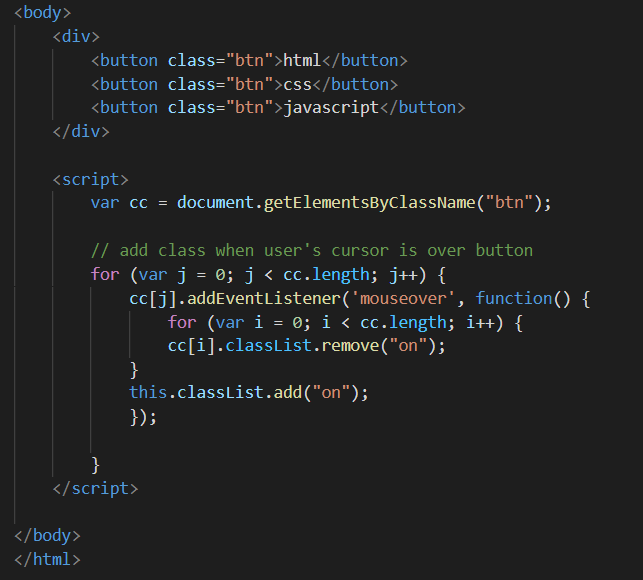 <body>
<div>
<button class="btn">html</button>
<button class="btn">css</button>
<button class="btn">javascript</button>
</div>
<script>
var cc = document.getElementsByClassName("btn");
// add class when user's cursor is over button
for (var j = 0; j < cc.length; j++) {
cc[j].addEventListener('mouseover', function() {
for (var i = 0; i < cc.length; i++) {
cc[i].classList.remove("on");
}
this.classList.add("on");
});
}
</script>
</body>
</html>